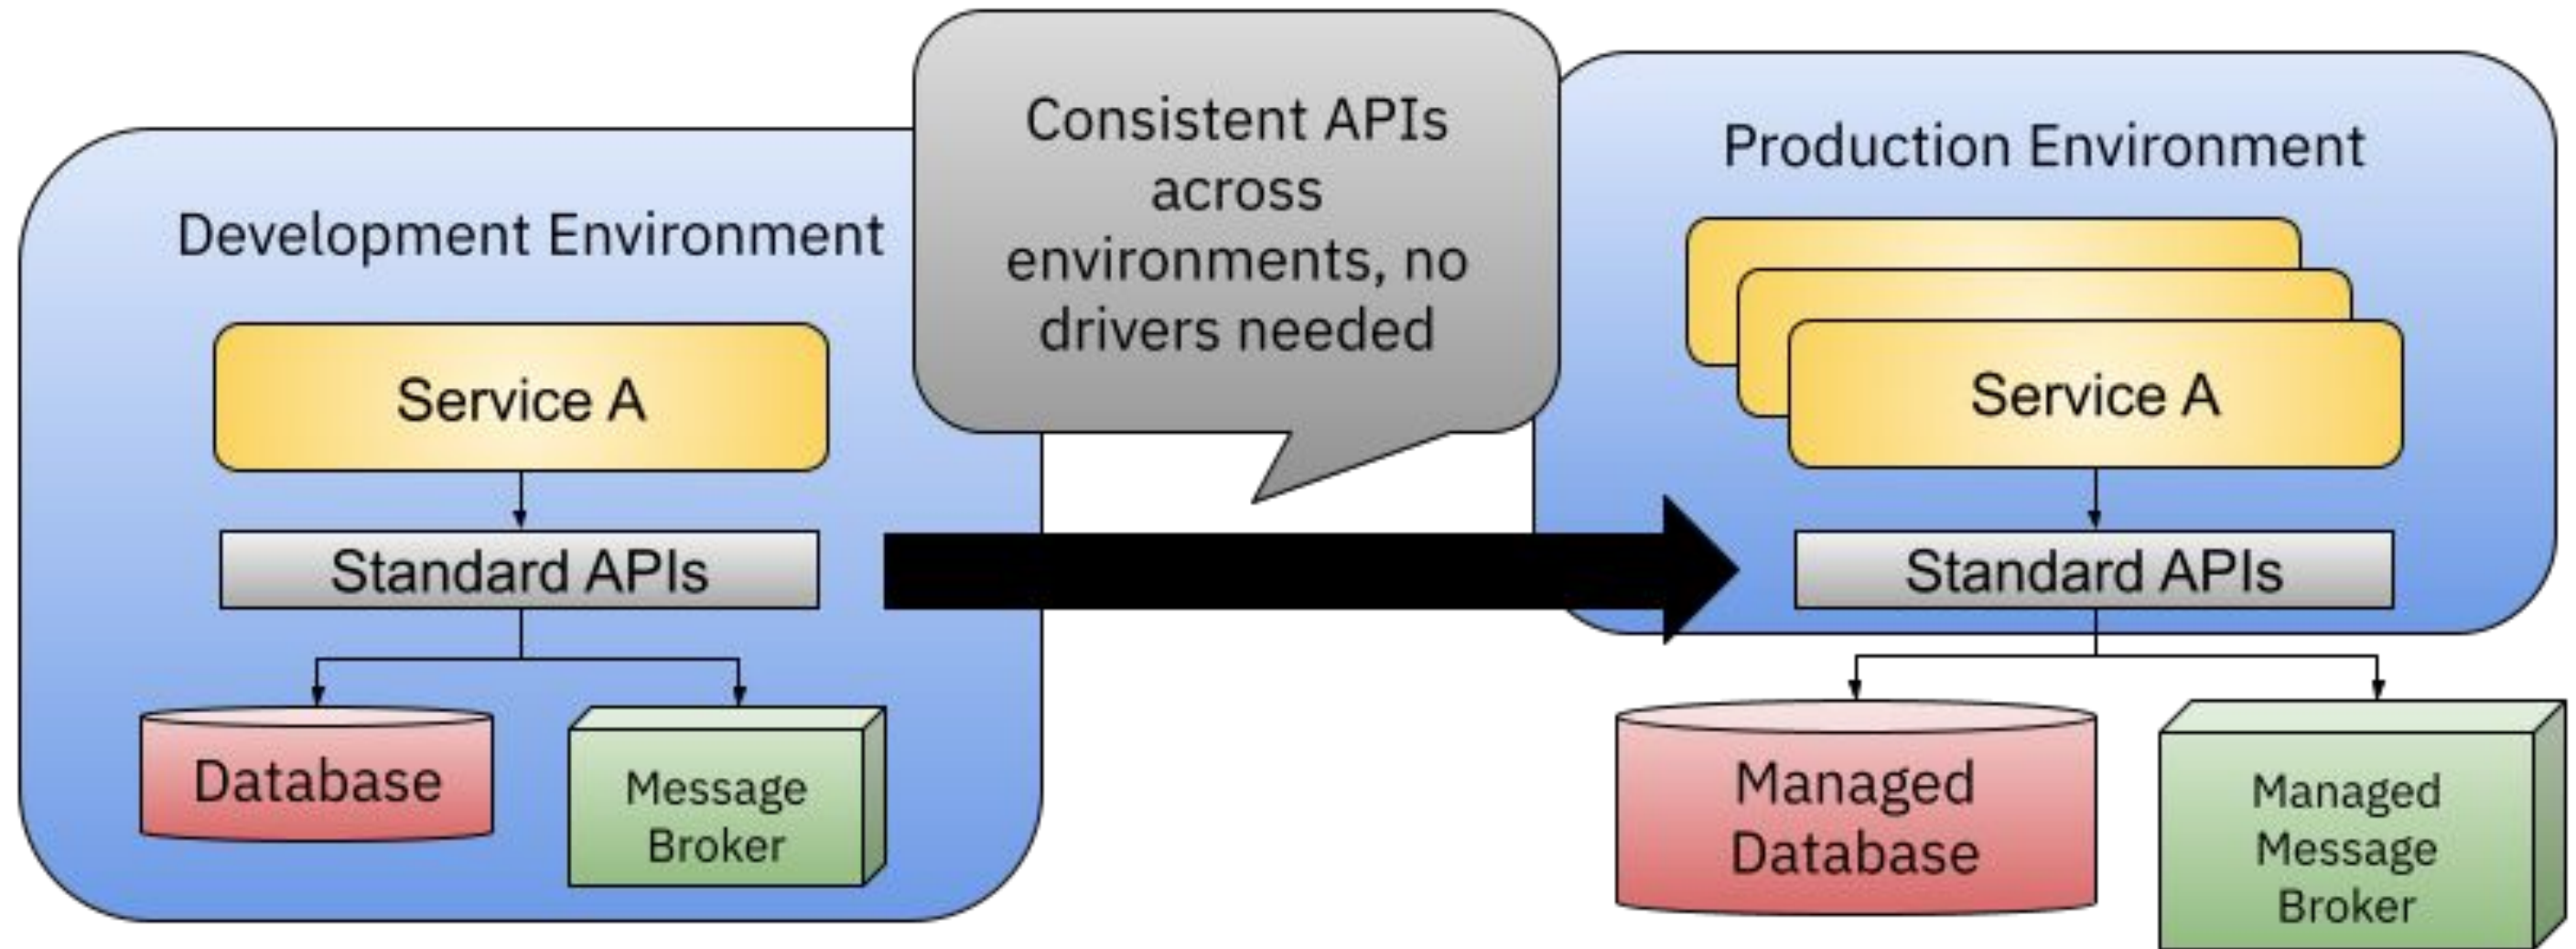 Development Environment
Service A
Standard APIs
Database
Message
Broker
Consistent APIs
across
environments, no
drivers needed
Production Environment
Service A
Standard APIs
Managed
Database
Managed
Message
Broker